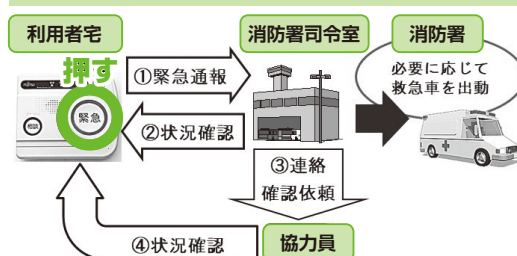 利用者宅
消防署司令室
消防署
押す
①緊急通報
必要に応じて
救急車を出動
緊急
相談
②状況確認
③連絡
確認依頼
④状況確認
協力員